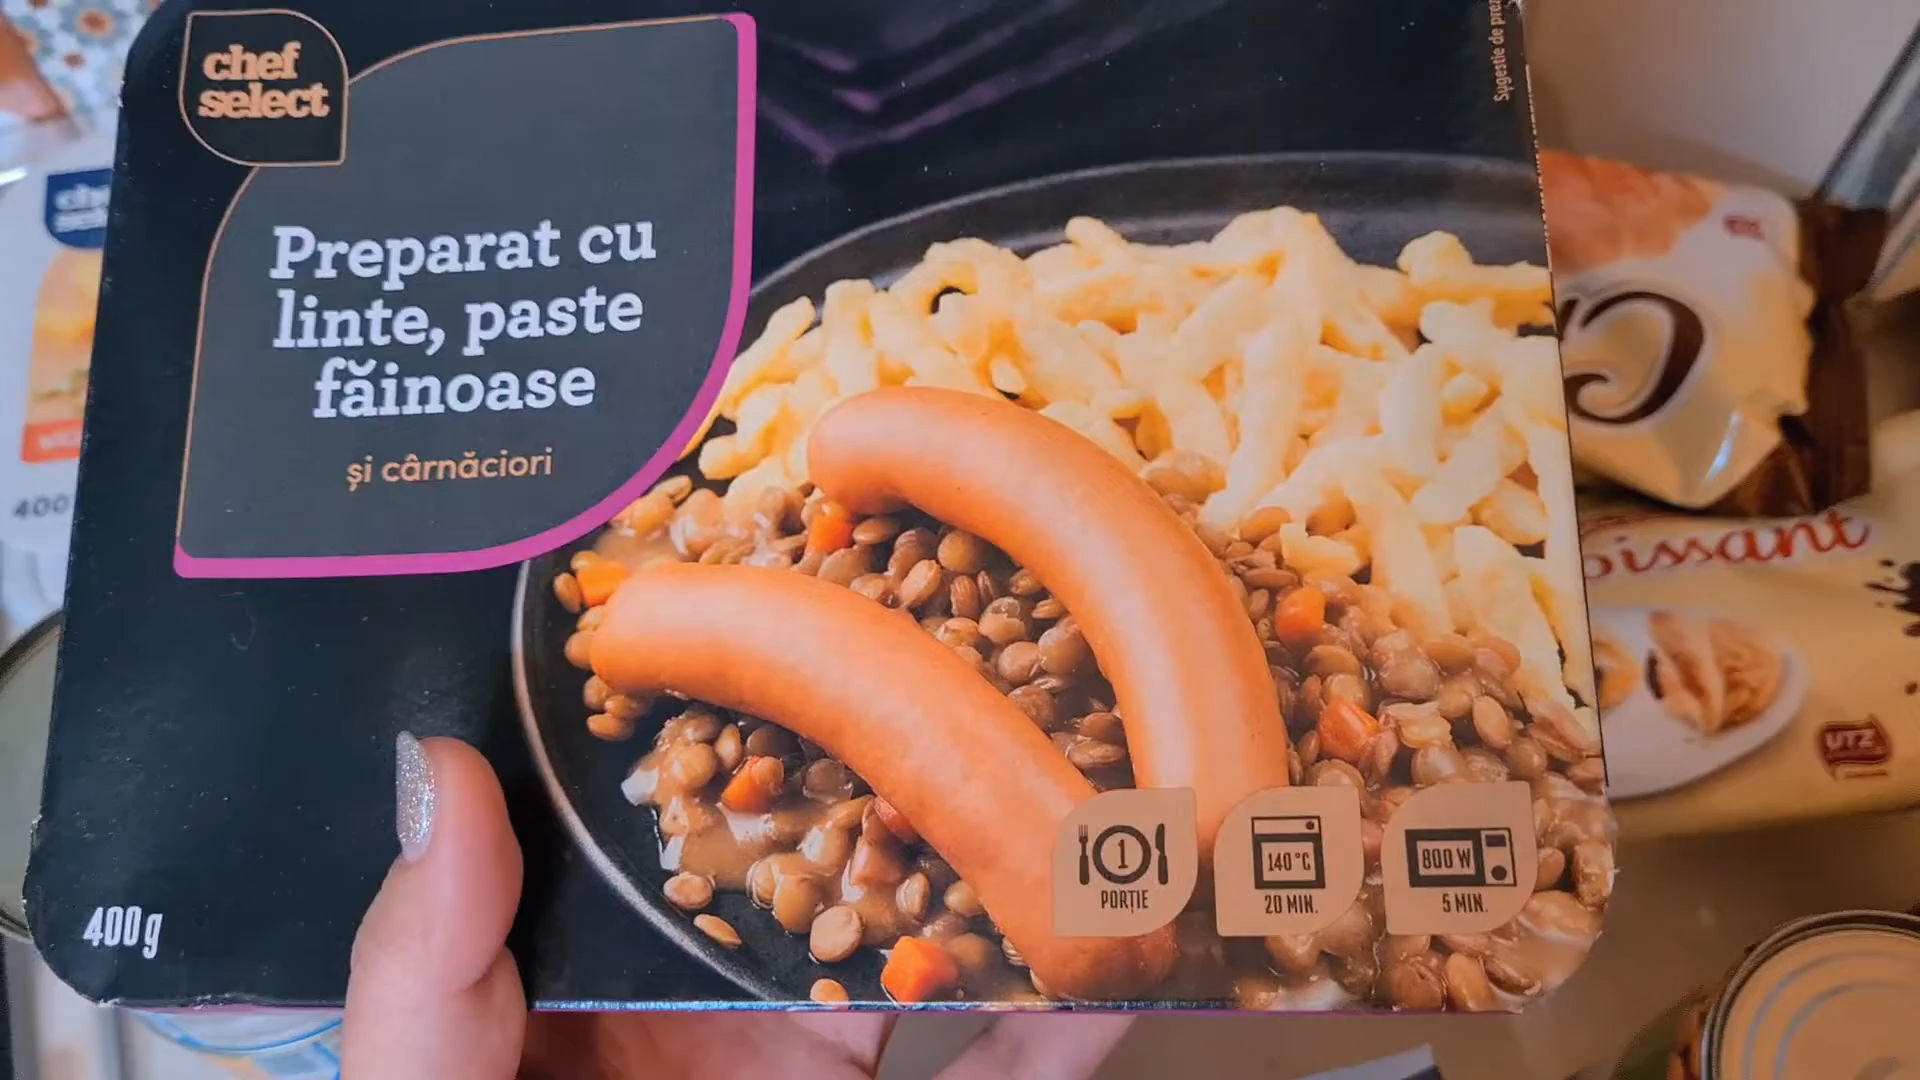 chef
select
Preparat cu
linte, paste
făinoase
și cârnăciori
400g
1
PORȚIE
140°C
20 MIN.
800 W
5 MIN.
Sugestie de
400
oissant
UTZ